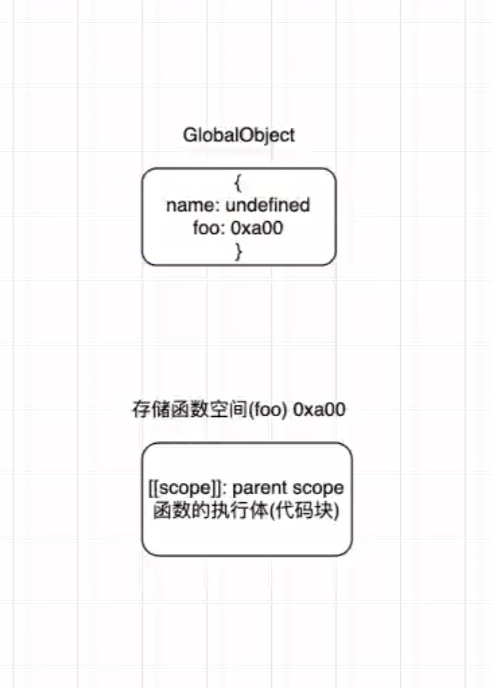 GlobalObject
{
name: undefined
foo: 0xa00
}
存储函数空间(foo) 0xa00
[[scope]]: parent scope
函数的执行体(代码块)